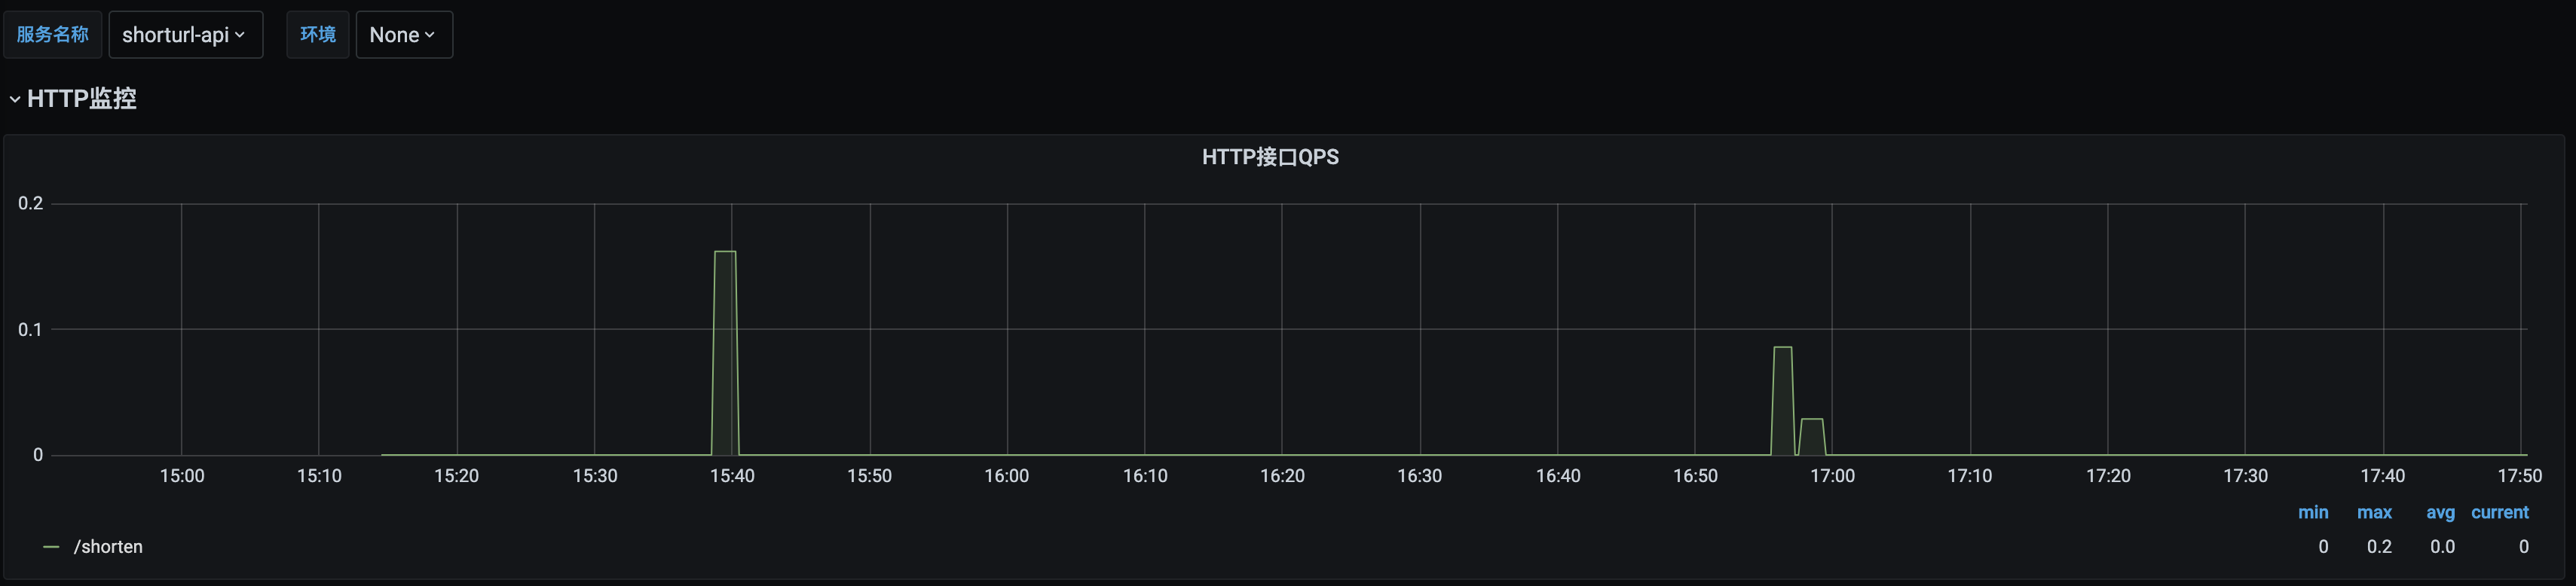 服务名称 shorturl-api 环境 None
HTTP监控
HTTP接口QPS
0.2
0.1
0
15:00 15:10 15:20 15:30 15:40 15:50 16:00 16:10 16:20 16:30 16:40 16:50 17:00 17:10 17:20 17:30 17:40 17:50
min max avg current
/shorten 0 0.2 0.0 0